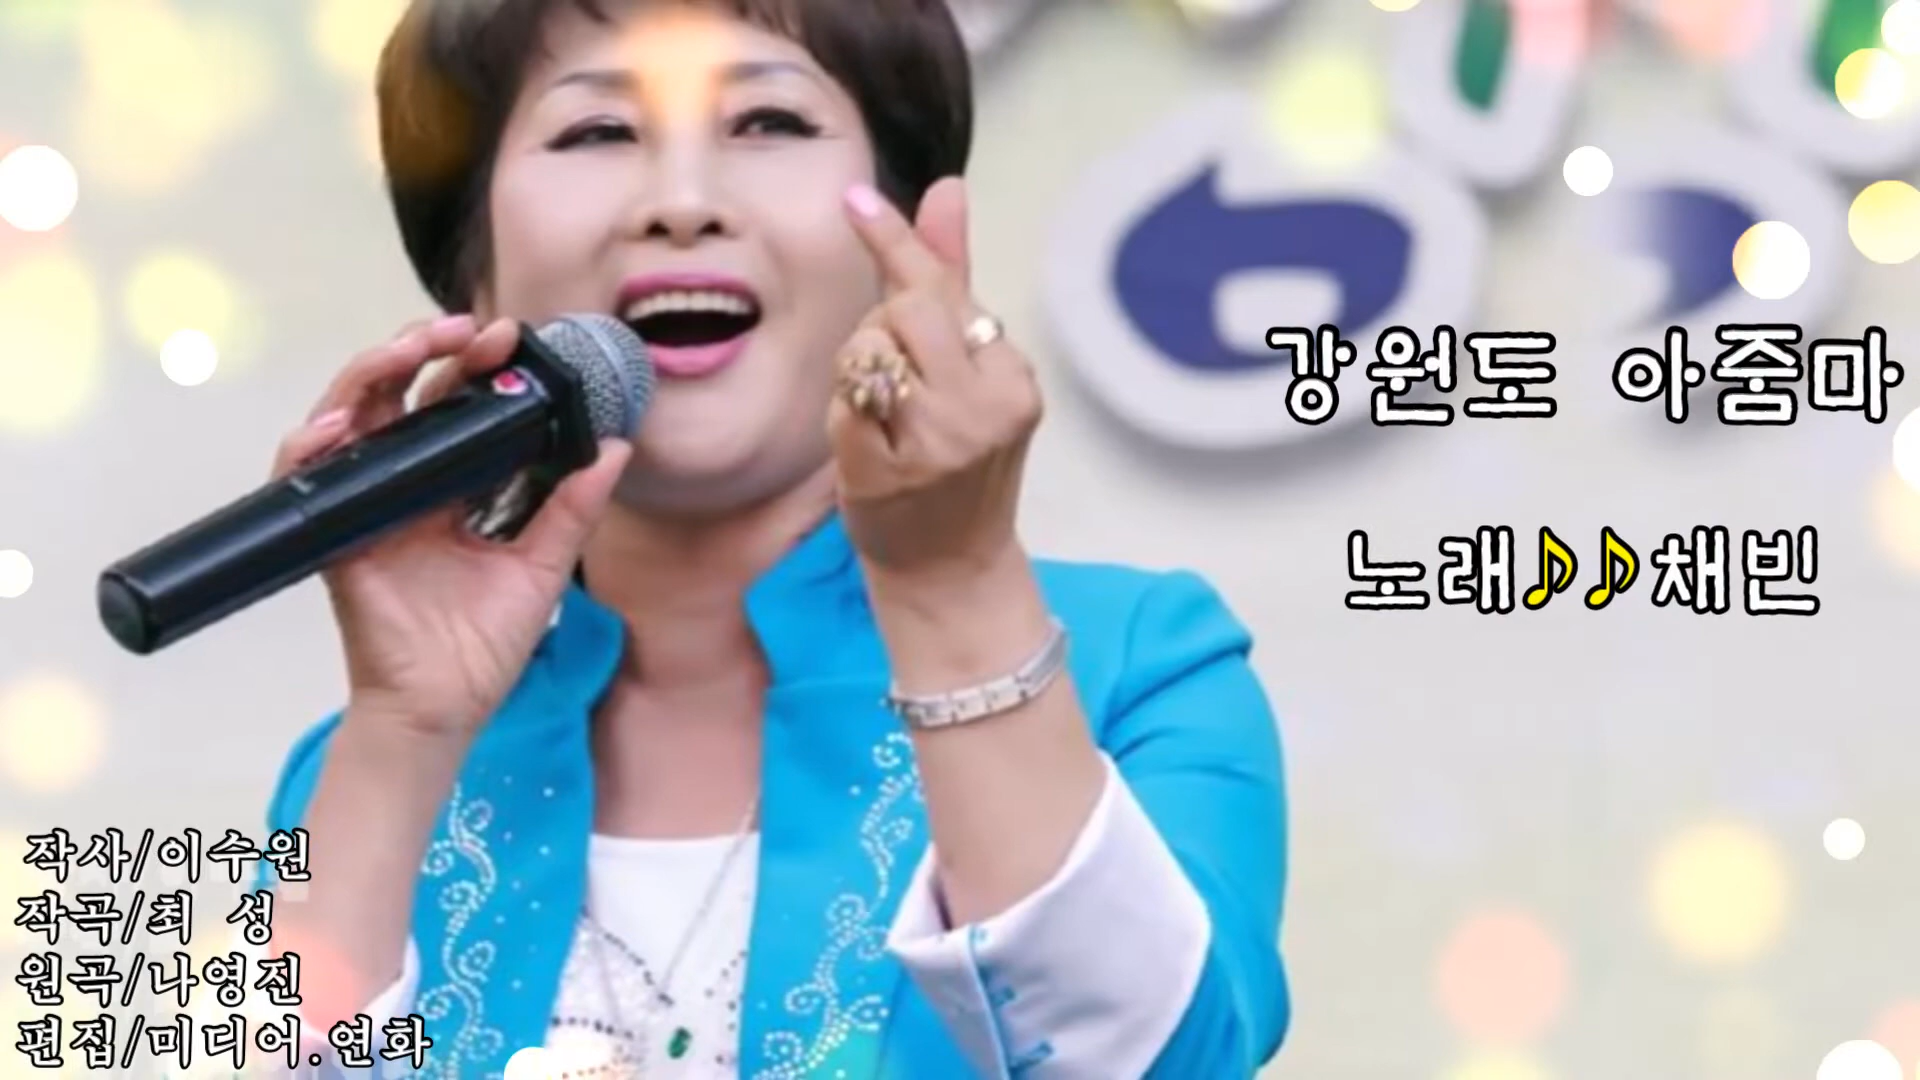 강원도 아줌마
노래♪♪채빈
작사/이수원
작곡/최 성
원곡/나영진
편집/미디어.연화